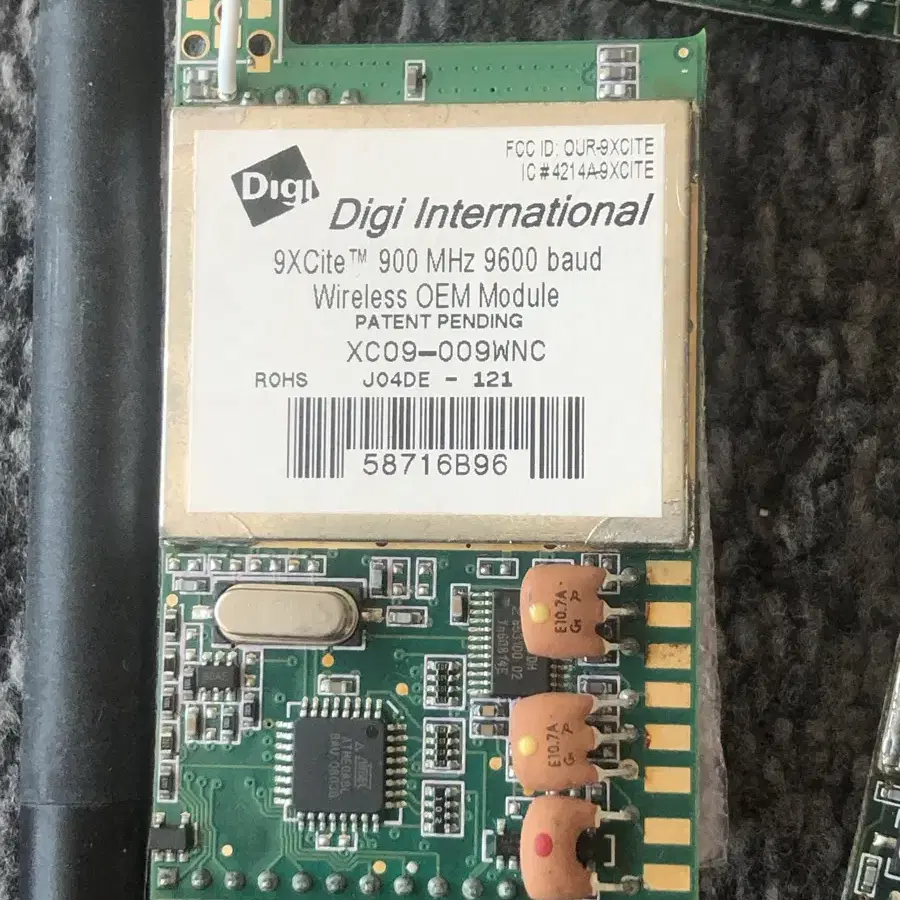 Digi
FCC ID: OUR-9XCITE
IC # 4214A-9XCITE
Digi International
9XCite™ 900 MHz 9600 baud
Wireless OEM Module
PATENT PENDING
XC09-009WNC
ROHS J04DE - 121
58716B96
E10.7A
E10.7A